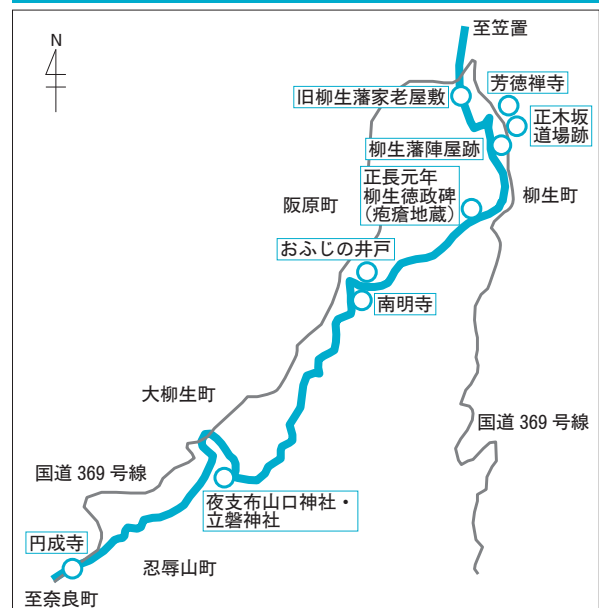 至笠置
N
芳徳禅寺
旧柳生藩家老屋敷
正木坂
道場跡
柳生藩陣屋跡
正長元年
柳生徳政碑
（疱瘡地蔵）
柳生町
阪原町
おふじの井戸
南明寺
大柳生町
国道 369 号線
国道 369 号線
夜支布山口神社・
立磐神社
円成寺
忍辱山町
至奈良町